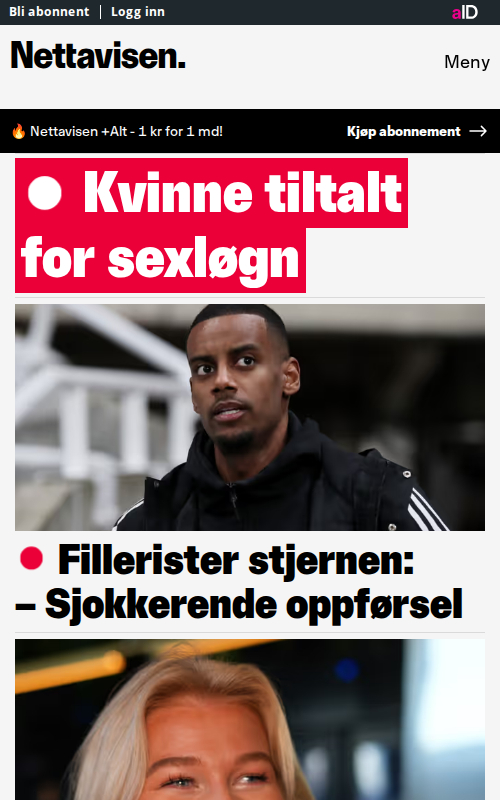 Bli abonnent | Logg inn
aID
Nettavisen.
Meny
🔥 Nettavisen +Alt - 1 kr for 1 md!
Kjøp abonnement →
Kvinne tiltalt
for sexløgn
Fillerister stjernen:
– Sjokkerende oppførsel